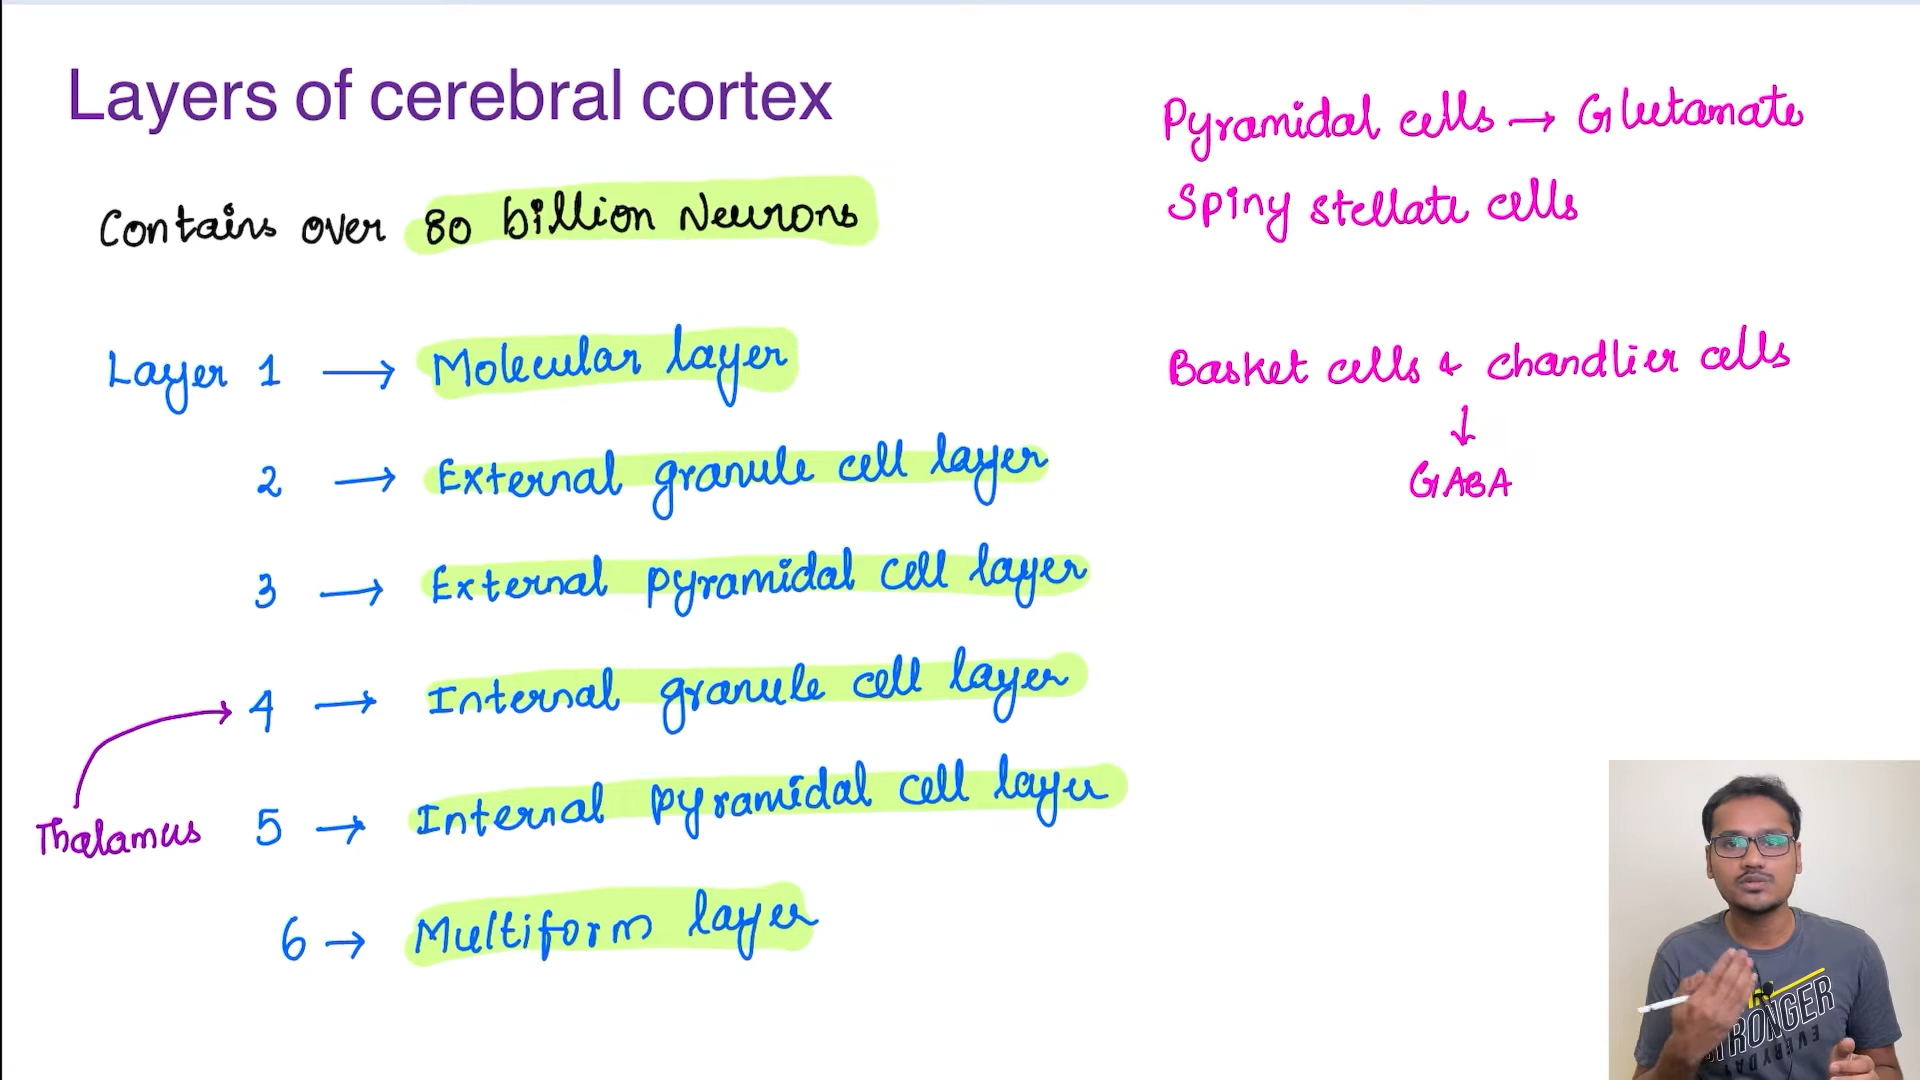 Layers of cerebral cortex
Contains over 80 billion Neurons
Layer 1 → Molecular layer
2 → External granule cell layer
3 → External pyramidal cell layer
4 → Internal granule cell layer
Thalamus
5 → Internal pyramidal cell layer
6 → Multiform layer
Pyramidal cells → Glutamate
Spiny stellate cells
Basket cells & chandlier cells
↓
GABA
STRONGER
EVERYDAY